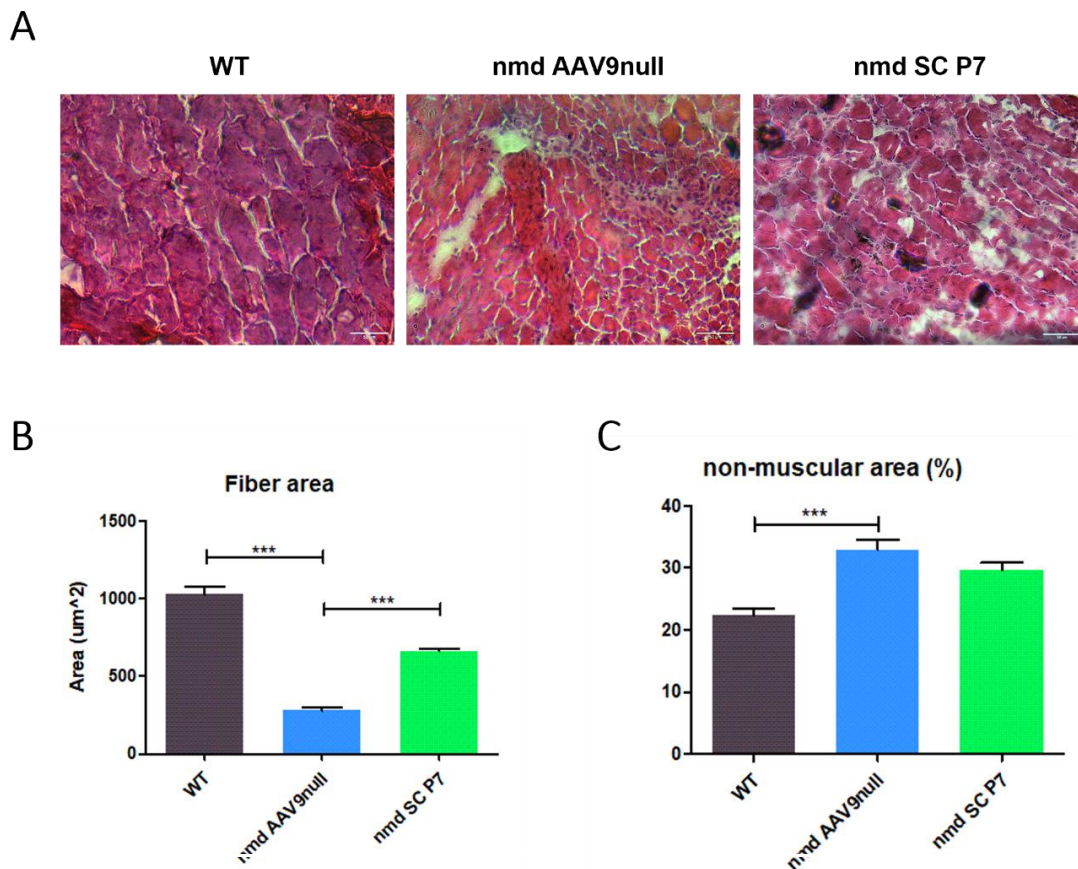 A
WT
nmd AAV9null
nmd SC P7
B
Fiber area
Area (um^2)
1500
1000
500
0
***
***
WT
nmd AAV9null
nmd SC P7
C
non-muscular area (%)
40
30
20
10
0
***
WT
nmd AAV9null
nmd SC P7